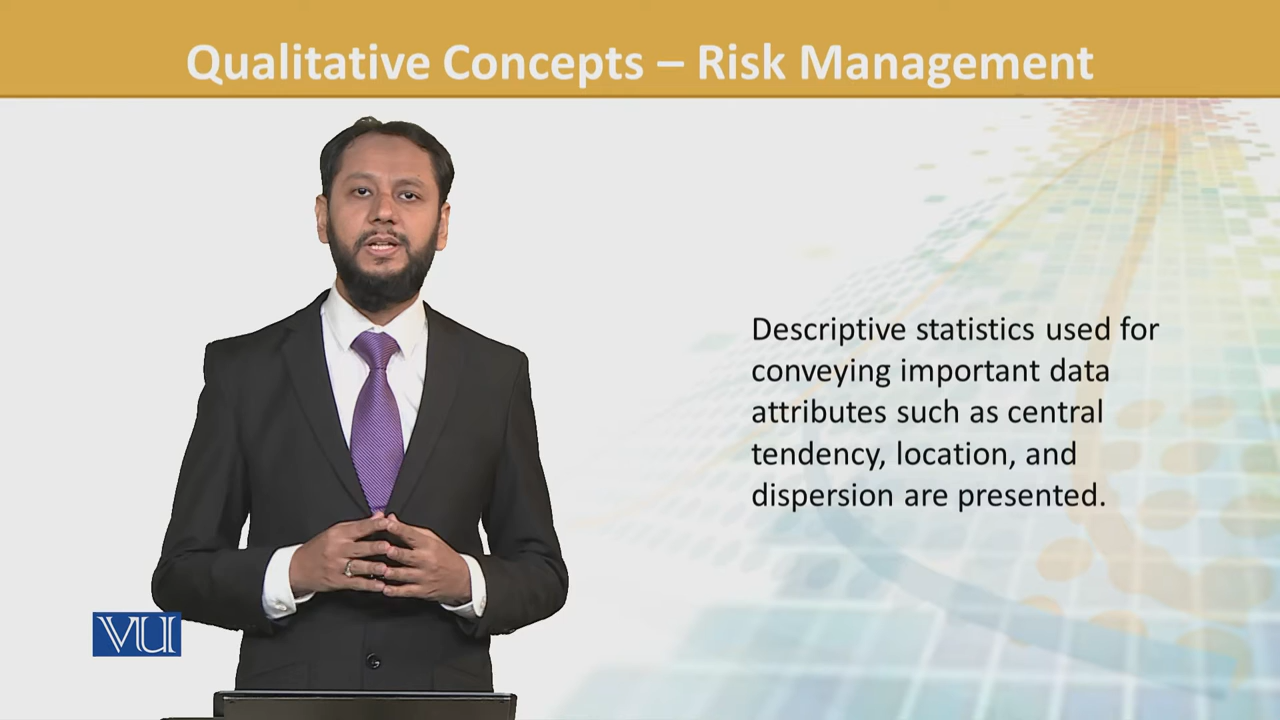 Qualitative Concepts – Risk Management
Descriptive statistics used for
conveying important data
attributes such as central
tendency, location, and
dispersion are presented.
VU